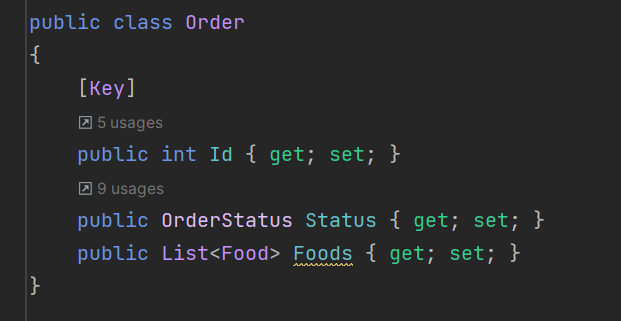 public class Order
{
[Key]
5 usages
public int Id { get; set; }
9 usages
public OrderStatus Status { get; set; }
public List<Food> Foods { get; set; }
}